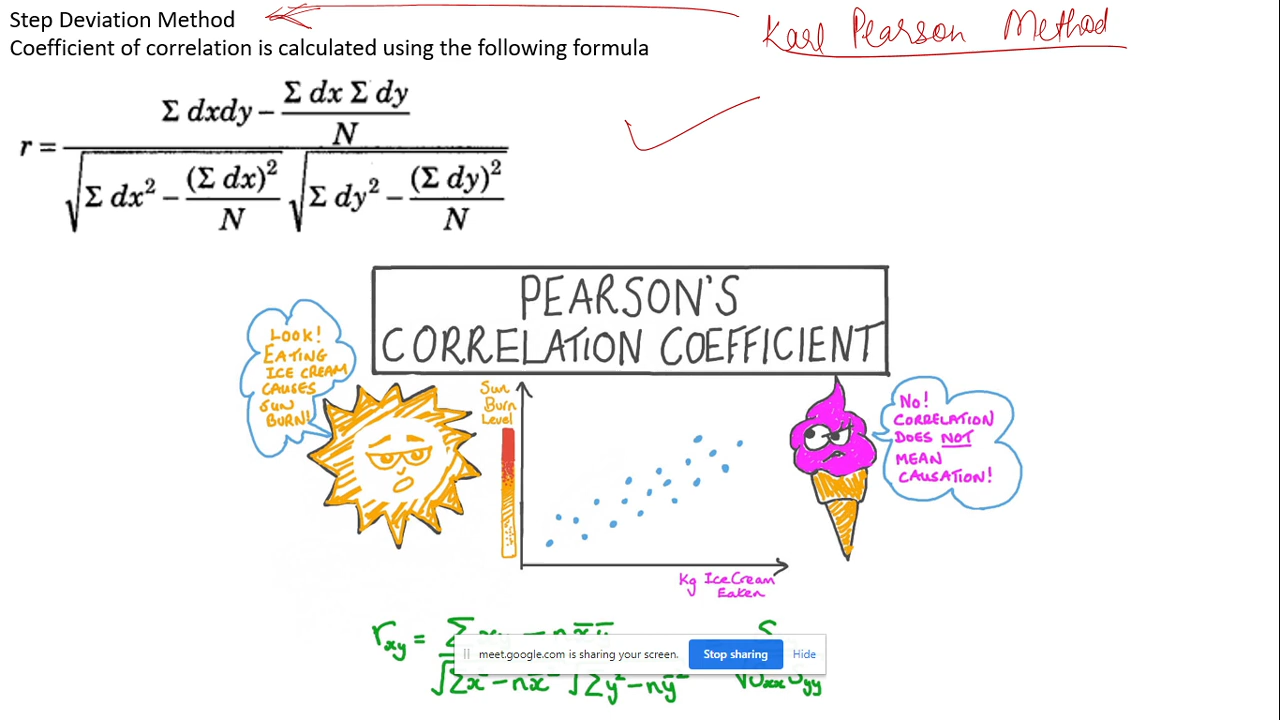 Step Deviation Method
Karl Pearson Method
Coefficient of correlation is calculated using the following formula
r = (Σ dxdy − (Σ dx Σ dy)/N) / (√(Σ dx² − (Σ dx)²/N) √(Σ dy² − (Σ dy)²/N))
PEARSON'S
CORRELATION COEFFICIENT
LOOK!
EATING
ICE CREAM
CAUSES
SUN
BURN!
Sun
Burn
Level
No!
CORRELATION
DOES NOT
MEAN
CAUSATION!
Kg Ice Cream
Eaten
r_xy =
meet.google.com is sharing your screen.
Stop sharing
Hide